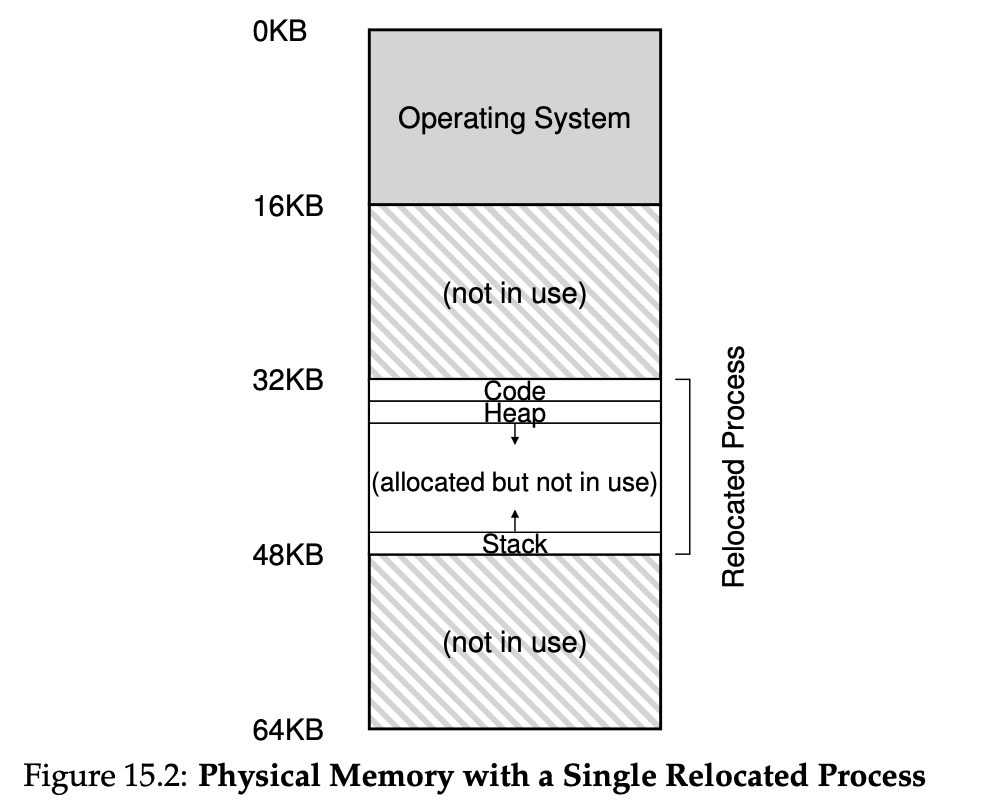 0KB
Operating System
16KB
(not in use)
32KB
Code
Heap
(allocated but not in use)
Stack
48KB
(not in use)
64KB
Relocated Process
Figure 15.2: Physical Memory with a Single Relocated Process